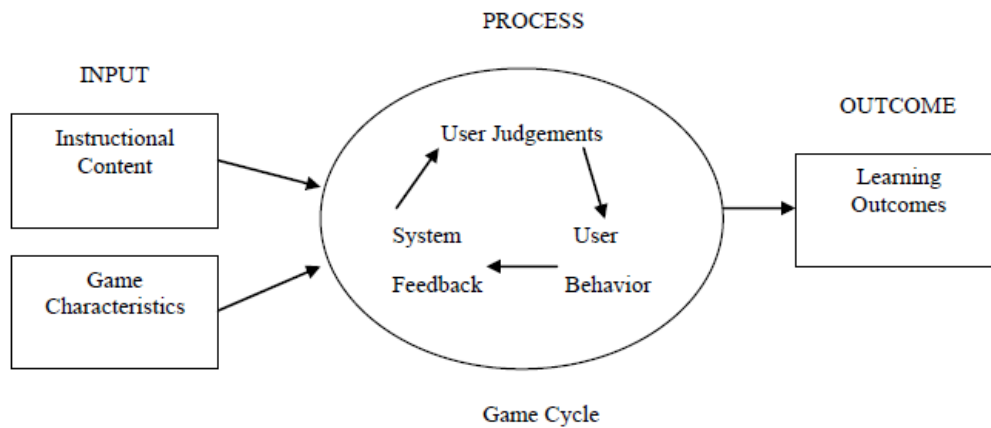 PROCESS
INPUT
OUTCOME
Instructional
Content
User Judgements
Learning
Outcomes
System
Feedback
User
Behavior
Game
Characteristics
Game Cycle